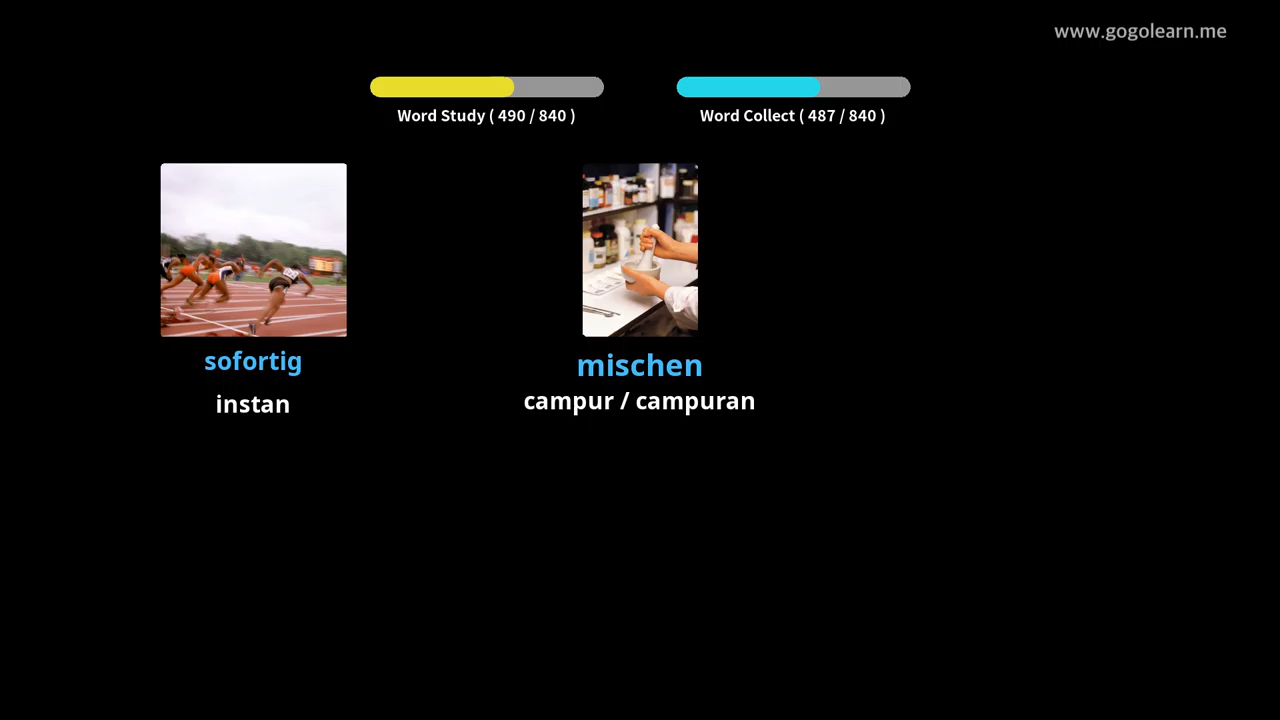 www.gogolearn.me
Word Study ( 490 / 840 )
Word Collect ( 487 / 840 )
sofortig
instan
mischen
campur / campuran